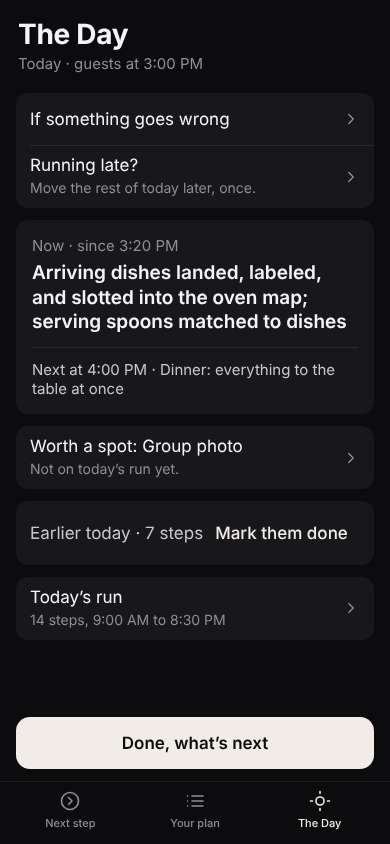 The Day
Today · guests at 3:00 PM
If something goes wrong
Running late?
Move the rest of today later, once.
Now · since 3:20 PM
Arriving dishes landed, labeled,
and slotted into the oven map;
serving spoons matched to dishes
Next at 4:00 PM · Dinner: everything to the
table at once
Worth a spot: Group photo
Not on today’s run yet.
Earlier today · 7 steps Mark them done
Today’s run
14 steps, 9:00 AM to 8:30 PM
Done, what’s next
Next step Your plan The Day